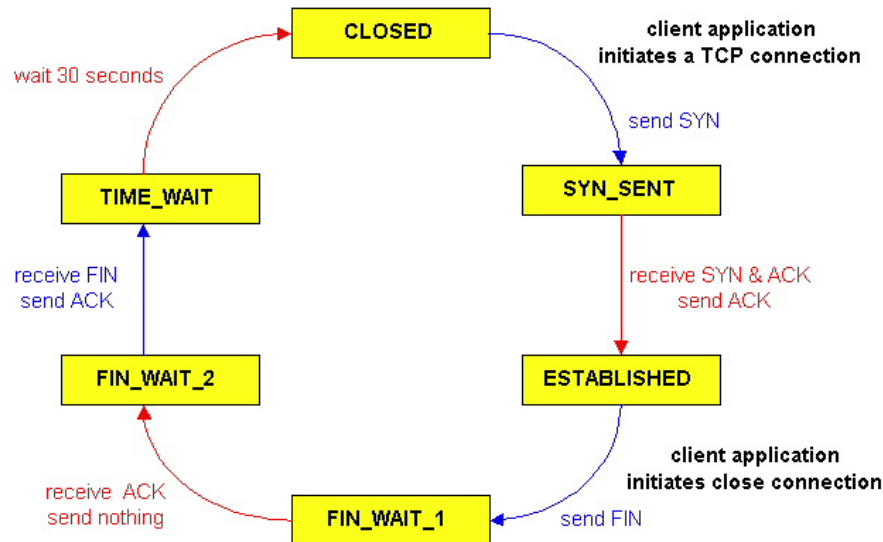 CLOSED
client application
initiates a TCP connection
wait 30 seconds
send SYN
TIME_WAIT
SYN_SENT
receive FIN
send ACK
receive SYN & ACK
send ACK
FIN_WAIT_2
ESTABLISHED
client application
initiates close connection
receive ACK
send nothing
FIN_WAIT_1
send FIN